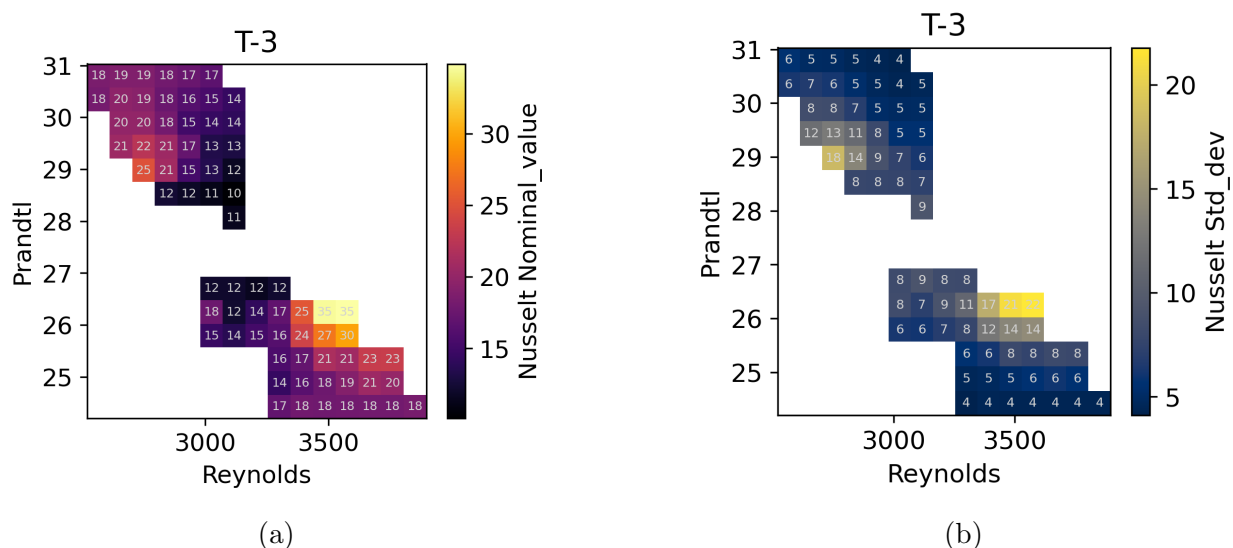 T-3
31
30
29
28
27
26
25
Prandtl
18 19 19 18 17 17
18 20 19 18 16 15 14
20 20 18 15 14 14
21 22 21 17 13 13
25 21 15 13 12
12 12 11 10
11
12 12 12 12
18 12 14 17 25 35 35
15 14 15 16 24 27 30
16 17 21 21 23 23
14 16 18 19 21 20
17 18 18 18 18 18 18
3000 3500
Reynolds
30
25
20
15
Nusselt Nominal_value
(a)
T-3
31
30
29
28
27
26
25
Prandtl
6 5 5 5 4 4
6 7 6 5 5 4 5
8 8 7 5 5 5
12 13 11 8 5 5
18 14 9 7 6
8 8 8 7
9
8 9 8 8
8 7 9 11 17 21 22
6 6 7 8 12 14 14
6 6 8 8 8 8
5 5 5 6 6 6
4 4 4 4 4 4 4
3000 3500
Reynolds
20
15
10
5
Nusselt Std_dev
(b)